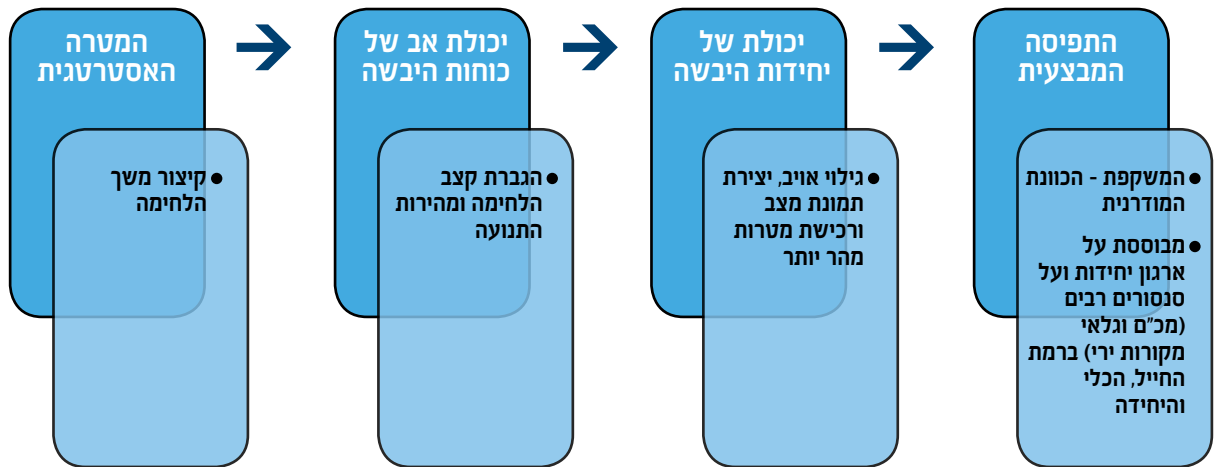 המטרה
האסטרטגית
• קיצור משך
הלחימה
יכולת אב של
כוחות היבשה
• הגברת קצב
הלחימה ומהירות
התנועה
יכולת של
יחידות היבשה
• גילוי אויב, יצירת
תמונת מצב
ורכישת מטרות
מהר יותר
התפיסה
המבצעית
• המשקפת - הכוונת
המודרנית
• מבוססת על
ארגון יחידות ועל
סנסורים רבים
(מכ"ם וגלאי
מקורות ירי) ברמת
החייל, הכלי
והיחידה